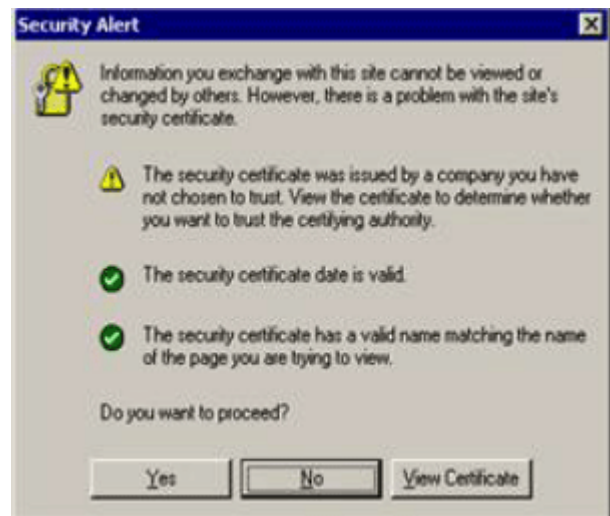 Security Alert
Information you exchange with this site cannot be viewed or
changed by others. However, there is a problem with the site's
security certificate.
The security certificate was issued by a company you have
not chosen to trust. View the certificate to determine whether
you want to trust the certifying authority.
The security certificate date is valid.
The security certificate has a valid name matching the name
of the page you are trying to view.
Do you want to proceed?
Yes No View Certificate